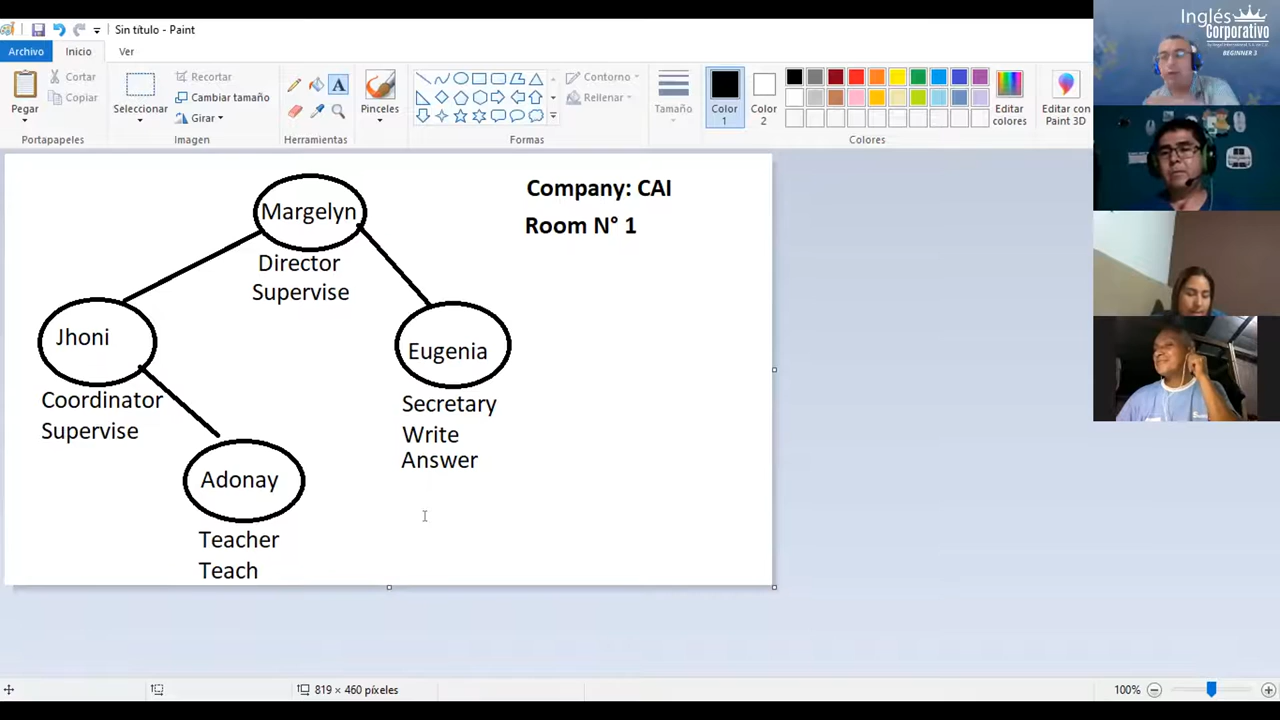 Sin título - Paint
Archivo
Inicio
Ver
Pegar
Cortar
Copiar
Portapapeles
Seleccionar
Recortar
Cambiar tamaño
Girar
Imagen
Herramientas
Pinceles
Contorno
Rellenar
Formas
Tamaño
Color 1
Color 2
Editar colores
Editar con Paint 3D
Colores
Inglés
Corporativo
BEGINNER 3
Company: CAI
Room N° 1
Margelyn
Director
Supervise
Jhoni
Coordinator
Supervise
Eugenia
Secretary
Write
Answer
Adonay
Teacher
Teach
819 × 460 píxeles
100%